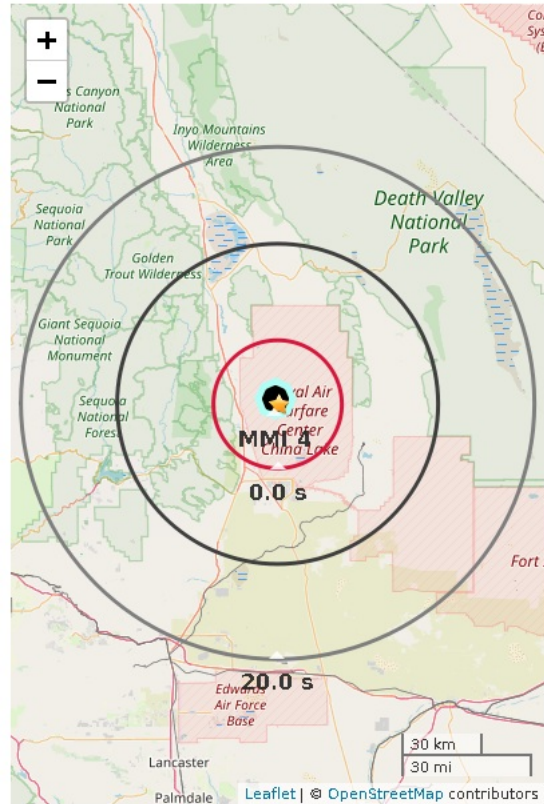 +
−
s Canyon
National
Park
Inyo Mountains
Wilderness
Area
Death Valley
National
Park
Sequoia
National
Park
Golden
Trout Wilderness
Giant Sequoia
National
Monument
Sequoia
National
Forest
val Air
Center
China Lake
MMI 4
0.0 s
Fort
20.0 s
Edwards
Air Force
Base
Lancaster
Palmdale
30 km
30 mi
Leaflet | © OpenStreetMap contributors